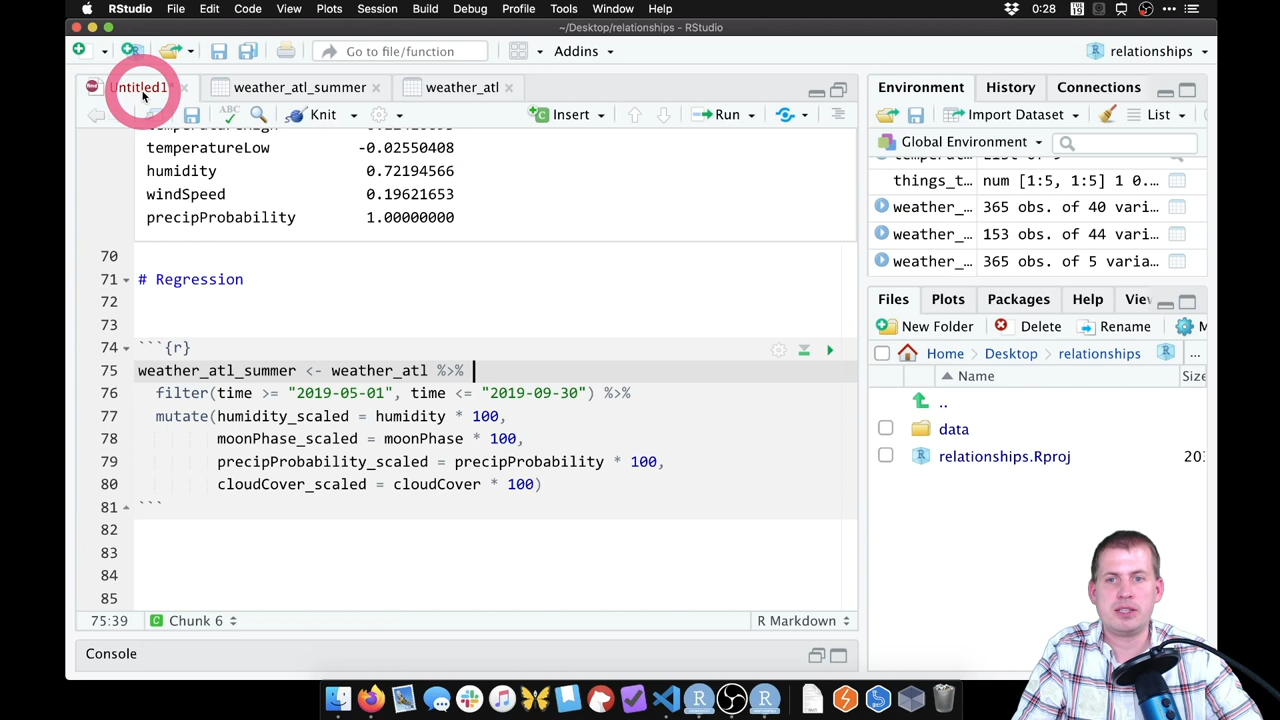 RStudio File Edit Code View Plots Session Build Debug Profile Tools Window Help 0:28
~/Desktop/relationships - RStudio
Go to file/function Addins relationships
Untitled1* weather_atl_summer weather_atl
ABC Knit Insert Run
temperatureLow -0.02550408
humidity 0.72194566
windSpeed 0.19621653
precipProbability 1.00000000
70
71 # Regression
72
73
74 ```{r}
75 weather_atl_summer <- weather_atl %>%
76 filter(time >= "2019-05-01", time <= "2019-09-30") %>%
77 mutate(humidity_scaled = humidity * 100,
78 moonPhase_scaled = moonPhase * 100,
79 precipProbability_scaled = precipProbability * 100,
80 cloudCover_scaled = cloudCover * 100)
81 ```
82
83
84
85
75:39 Chunk 6 R Markdown
Console
Environment History Connections
Import Dataset List
Global Environment
things_t… num [1:5, 1:5] 1 0.…
weather_… 365 obs. of 40 vari…
weather_… 153 obs. of 44 vari…
weather_… 365 obs. of 5 varia…
Files Plots Packages Help Vie
New Folder Delete Rename M
Home Desktop relationships ...
Name Size
..
data
relationships.Rproj 20